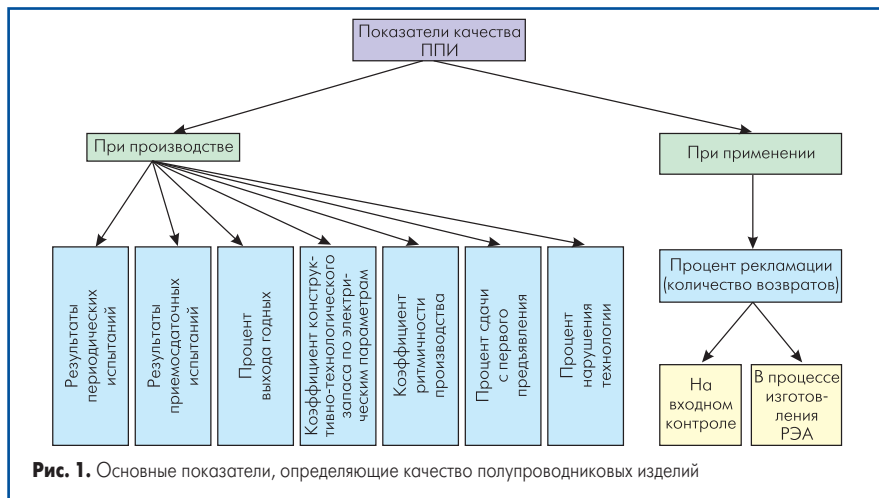 Показатели качества
ППИ
При производстве
При применении
Результаты
периодических
испытаний
Результаты
приемосдаточных
испытаний
Процент
выхода годных
Коэффициент конструк-
тивно-технологического
запаса по электри-
ческим параметрам
Коэффициент
ритмичности
производства
Процент сдачи
с первого
предъявления
Процент
нарушения
технологии
Процент рекламации
(количество возвратов)
На
входном
контроле
В процессе
изготов-
ления
РЭА
Рис. 1. Основные показатели, определяющие качество полупроводниковых изделий